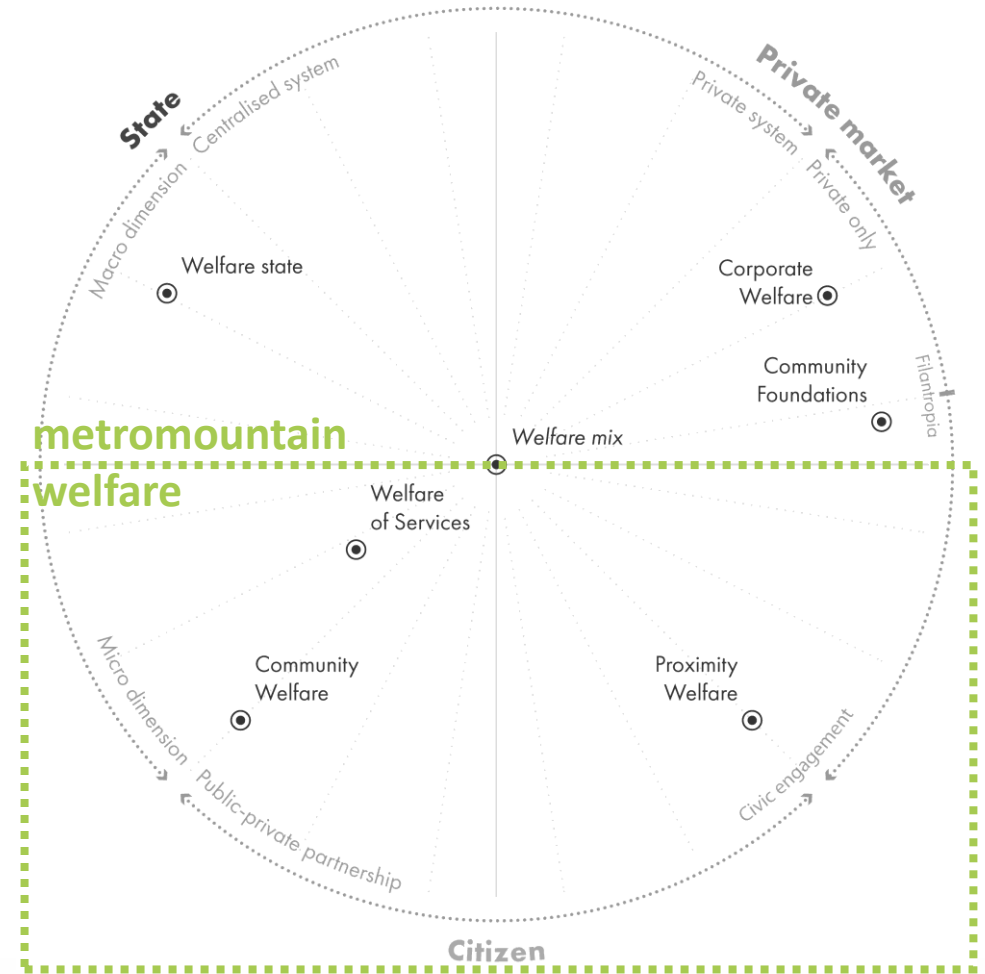 State
Centralised system
Private system
Private market
Macro dimension
Private only
Welfare state
Corporate
Welfare
Community
Foundations
Filantropia
metromountain
Welfare mix
welfare
Welfare
of Services
Micro dimension
Community
Welfare
Proximity
Welfare
Civic engagement
Public-private partnership
Citizen